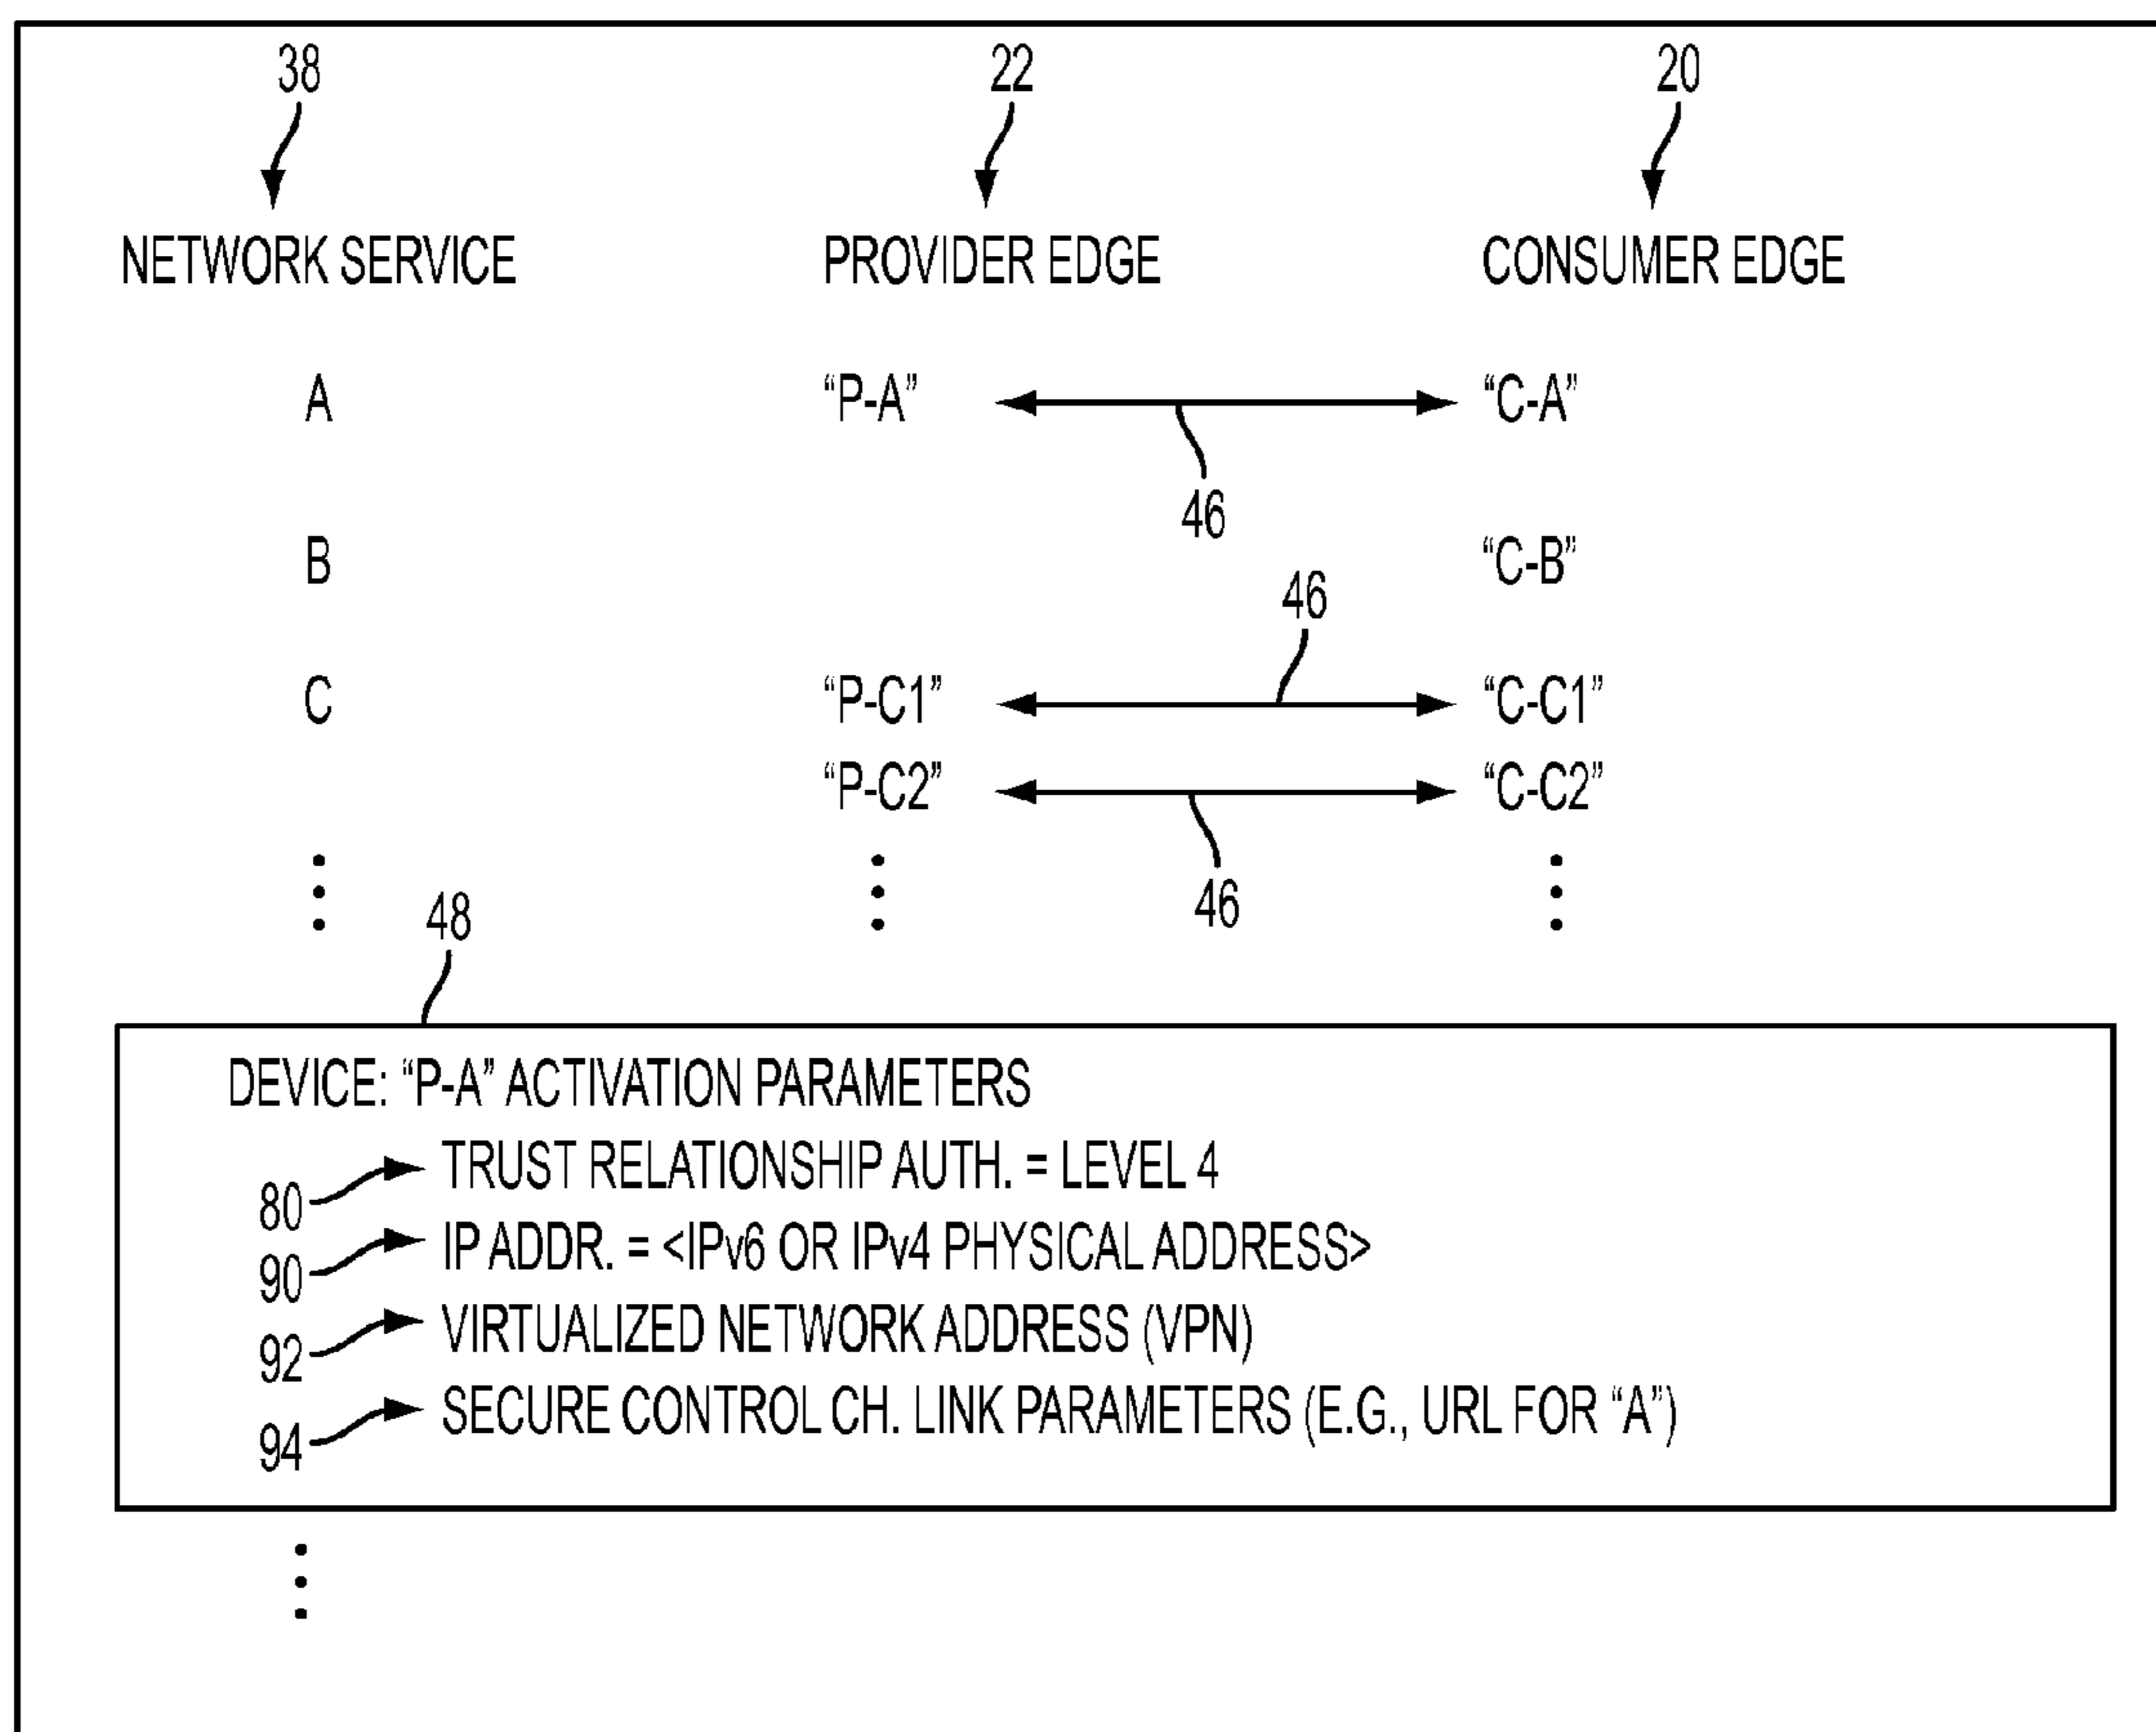 38 22 20
NETWORK SERVICE PROVIDER EDGE CONSUMER EDGE
A “P-A” “C-A”
46
B “C-B”
46
C “P-C1” “C-C1”
“P-C2” “C-C2”
46
48
DEVICE: “P-A” ACTIVATION PARAMETERS
80 TRUST RELATIONSHIP AUTH. = LEVEL 4
90 IP ADDR. = <IPv6 OR IPv4 PHYSICAL ADDRESS>
92 VIRTUALIZED NETWORK ADDRESS (VPN)
94 SECURE CONTROL CH. LINK PARAMETERS (E.G., URL FOR “A”)